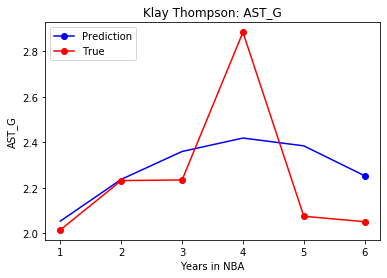 Klay Thompson: AST_G
Prediction
True
AST_G
2.8
2.6
2.4
2.2
2.0
1 2 3 4 5 6
Years in NBA